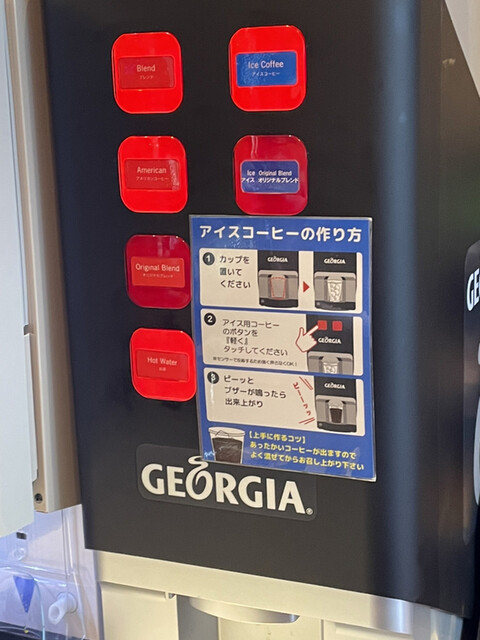 Blend
ブレンド
Ice Coffee
アイスコーヒー
American
アメリカンコーヒー
Ice Original Blend
アイス オリジナルブレンド
Original Blend
オリジナルブレンド
Hot Water
お湯
アイスコーヒーの作り方
1 カップを
置いて
ください
GEORGIA
GEORGIA
2 アイス用コーヒー
のボタンを
『軽く』
タッチしてください
GEORGIA
3 ピーッと
ブザーが鳴ったら
出来上がり
GEORGIA
【上手に作るコツ】
あったかいコーヒーが出ますので
よく混ぜてからお召し上がり下さい
GEORGIA®
GE